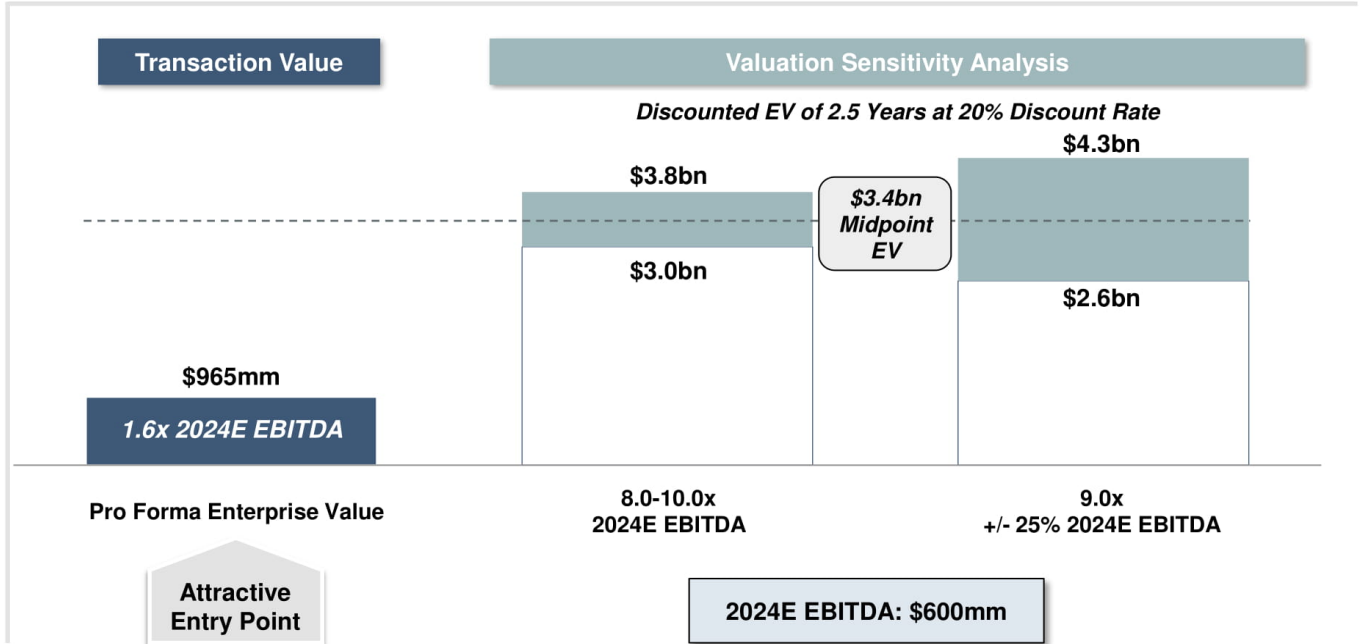 Transaction Value
Valuation Sensitivity Analysis
Discounted EV of 2.5 Years at 20% Discount Rate
$4.3bn
$3.8bn
$3.4bn
Midpoint
EV
$3.0bn
$2.6bn
$965mm
1.6x 2024E EBITDA
Pro Forma Enterprise Value
8.0-10.0x
2024E EBITDA
9.0x
+/- 25% 2024E EBITDA
Attractive
Entry Point
2024E EBITDA: $600mm